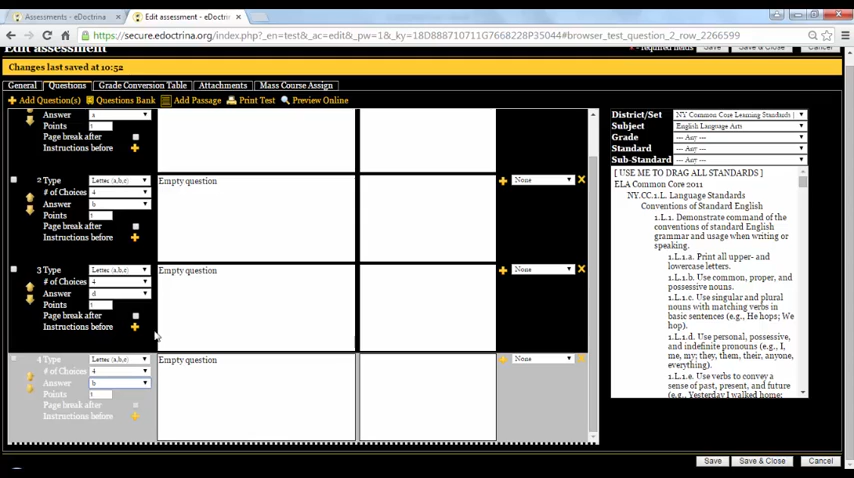 Assessments - eDoctrina
Edit assessment - eDoctri
https://secure.edoctrina.org/index.php?_en=test&_ac=edit&_pw=1&_ky=18D888710711G7668228P35044#browser_test_question_2_row_2266599
Edit assessment
- required fields Save Save & Close Cancel
Changes last saved at 10:52
General Questions Grade Conversion Table Attachments Mass Course Assign
Add Question(s) Questions Bank Add Passage Print Test Preview Online
Answer a
Points 1
Page break after
Instructions before
2 Type Letter (a,b,c) Empty question None
# of Choices 4
Answer b
Points 1
Page break after
Instructions before
3 Type Letter (a,b,c) Empty question None
# of Choices 4
Answer d
Points 1
Page break after
Instructions before
4 Type Letter (a,b,c) Empty question None
# of Choices 4
Answer b
Points 1
Page break after
Instructions before
District/Set NY Common Core Learning Standards
Subject English Language Arts
Grade --- Any ---
Standard --- Any ---
Sub-Standard --- Any ---
[ USE ME TO DRAG ALL STANDARDS ]
ELA Common Core 2011
NY.CC.1.L. Language Standards
Conventions of Standard English
1.L.1. Demonstrate command of the
conventions of standard English
grammar and usage when writing or
speaking.
1.L.1.a. Print all upper- and
lowercase letters.
1.L.1.b. Use common, proper, and
possessive nouns.
1.L.1.c. Use singular and plural
nouns with matching verbs in
basic sentences (e.g., He hops; We
hop).
1.L.1.d. Use personal, possessive,
and indefinite pronouns (e.g., I,
me, my; they, them, their, anyone,
everything).
1.L.1.e. Use verbs to convey a
sense of past, present, and future
(e.g., Yesterday I walked home;
Save Save & Close Cancel